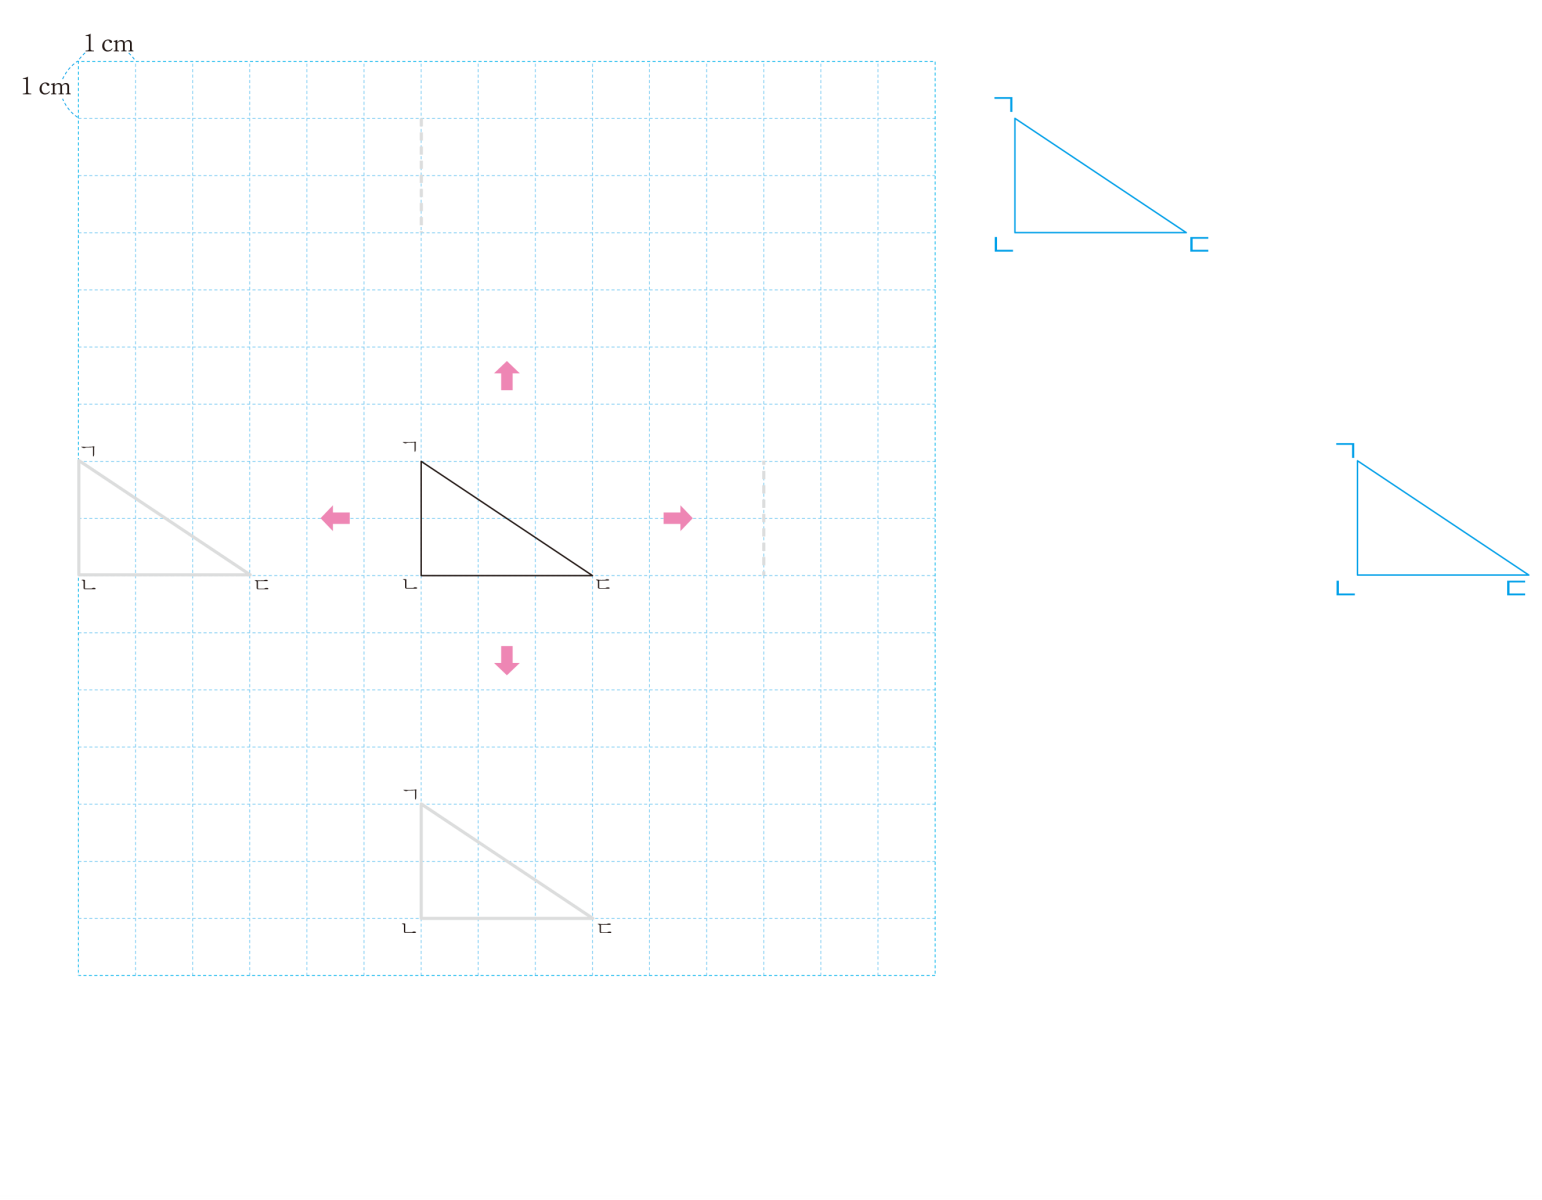 1 cm
1 cm
ㄱ
ㄴ ㄷ
ㄱ ㄱ ㄱ
ㄴ ㄷ ㄴ ㄷ ㄴ ㄷ
ㄱ
ㄴ ㄷ